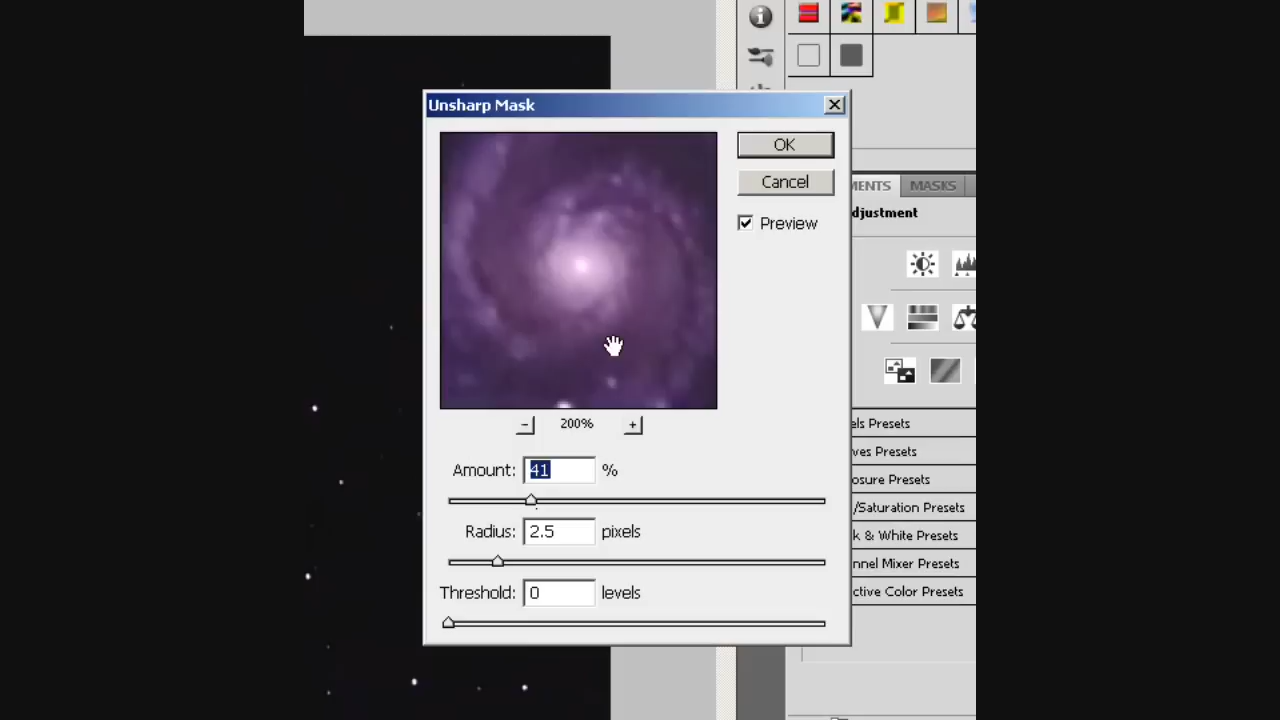 Unsharp Mask
OK
Cancel
Preview
200%
Amount: 41 %
Radius: 2.5 pixels
Threshold: 0 levels
MENTS MASKS
djustment
els Presets
ves Presets
osure Presets
/Saturation Presets
k & White Presets
nnel Mixer Presets
ctive Color Presets